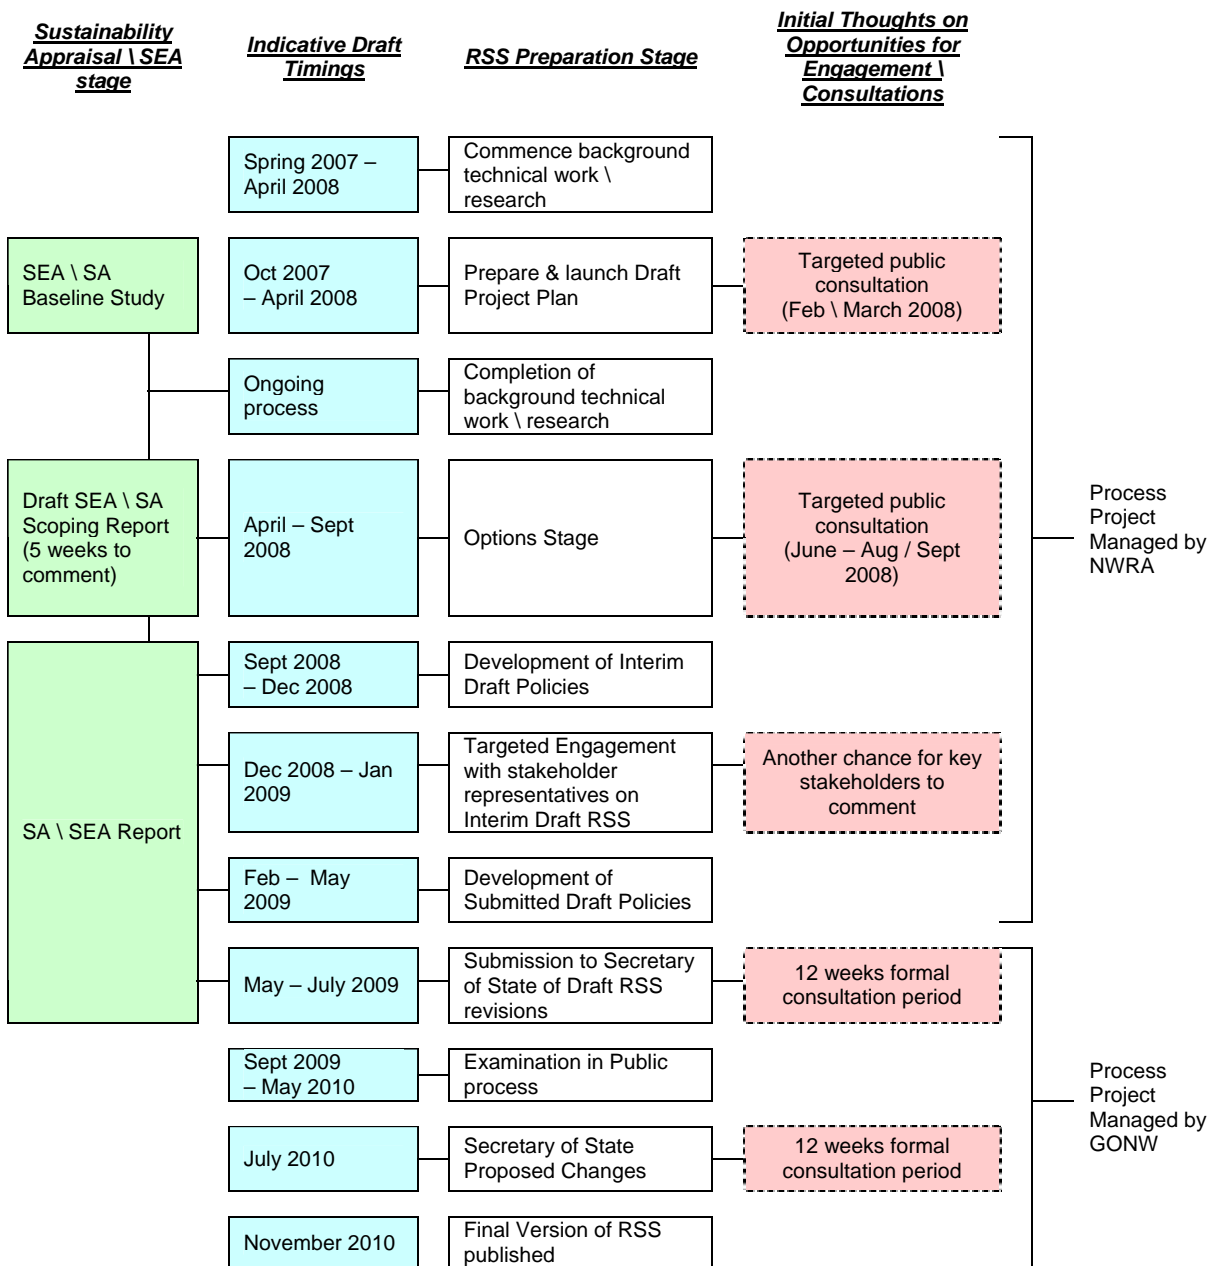 Sustainability
Appraisal \ SEA
stage
Indicative Draft
Timings
RSS Preparation Stage
Initial Thoughts on
Opportunities for
Engagement \
Consultations
Spring 2007 –
April 2008
Commence background
technical work \
research
SEA \ SA
Baseline Study
Oct 2007
– April 2008
Prepare & launch Draft
Project Plan
Targeted public
consultation
(Feb \ March 2008)
Ongoing
process
Completion of
background technical
work \ research
Draft SEA \ SA
Scoping Report
(5 weeks to
comment)
April – Sept
2008
Options Stage
Targeted public
consultation
(June – Aug / Sept
2008)
Process
Project
Managed by
NWRA
SA \ SEA Report
Sept 2008
– Dec 2008
Development of Interim
Draft Policies
Dec 2008 – Jan
2009
Targeted Engagement
with stakeholder
representatives on
Interim Draft RSS
Another chance for key
stakeholders to
comment
Feb – May
2009
Development of
Submitted Draft Policies
May – July 2009
Submission to Secretary
of State of Draft RSS
revisions
12 weeks formal
consultation period
Sept 2009
– May 2010
Examination in Public
process
Process
Project
Managed by
GONW
July 2010
Secretary of State
Proposed Changes
12 weeks formal
consultation period
November 2010
Final Version of RSS
published